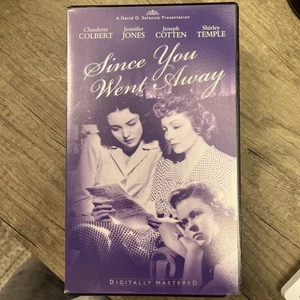 A David O. Selznick Presentation
Claudette Jennifer Joseph Shirley
COLBERT JONES COTTEN TEMPLE
Since You
Went Away
DIGITALLY MASTERED